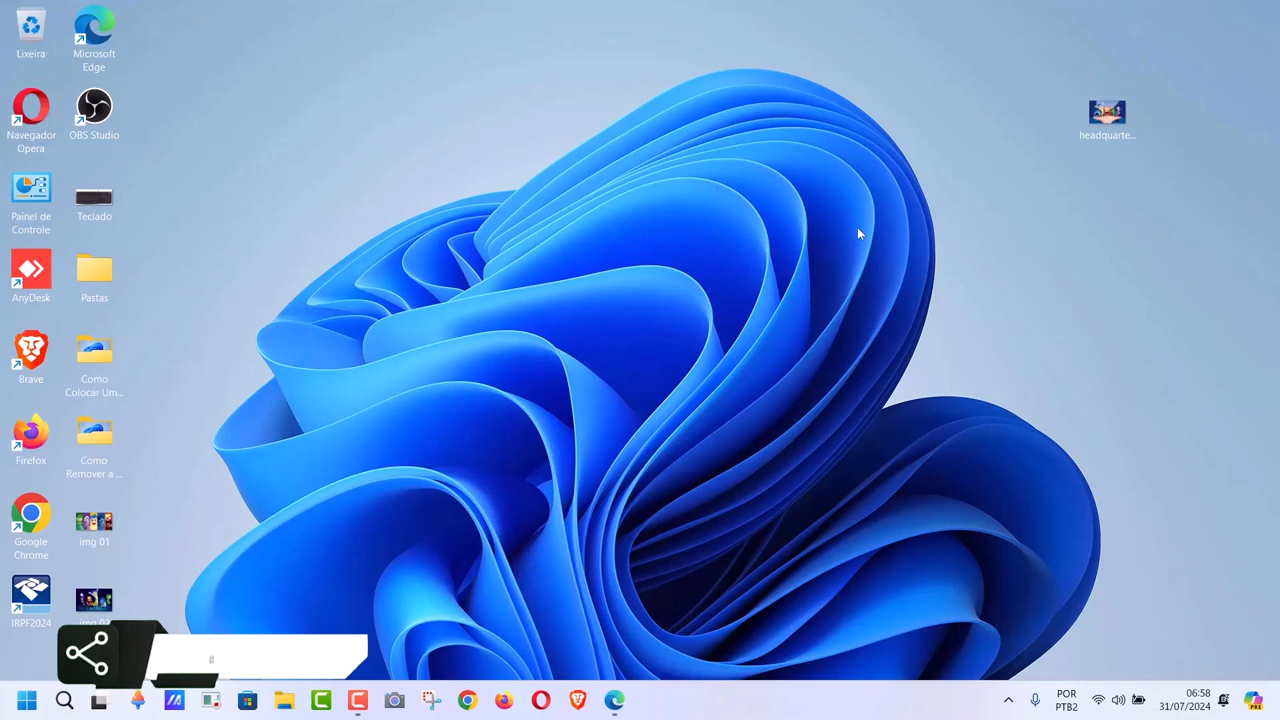 Lixeira
Microsoft
Edge
Navegador
Opera
OBS Studio
Painel de
Controle
Teclado
AnyDesk
Pastas
Brave
Como
Colocar Um...
Firefox
Como
Remover a ...
Google
Chrome
img 01
IRPF2024
headquarte...
#
POR
PTB2
06:58
31/07/2024
PRE